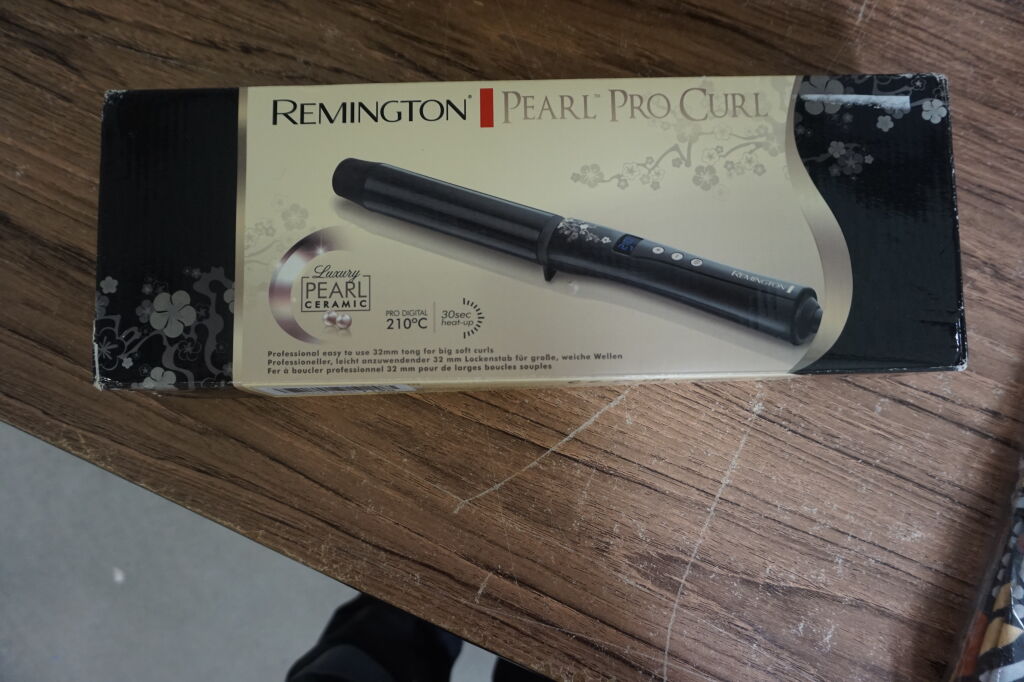 REMINGTON® PEARL™ PRO CURL
REMINGTON
Luxury
PEARL
CERAMIC
PRO DIGITAL
210°C
30sec
heat-up
Professional easy to use 32mm tong for big soft curls
Professioneller, leicht anzuwendender 32 mm Lockenstab für große, weiche Wellen
Fer à boucler professionnel 32 mm pour de larges boucles souples